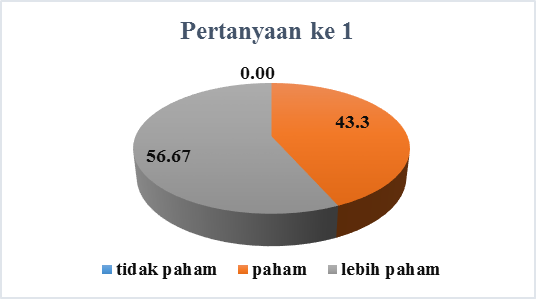 Pertanyaan ke 1
0.00
43.3
56.67
tidak paham paham lebih paham